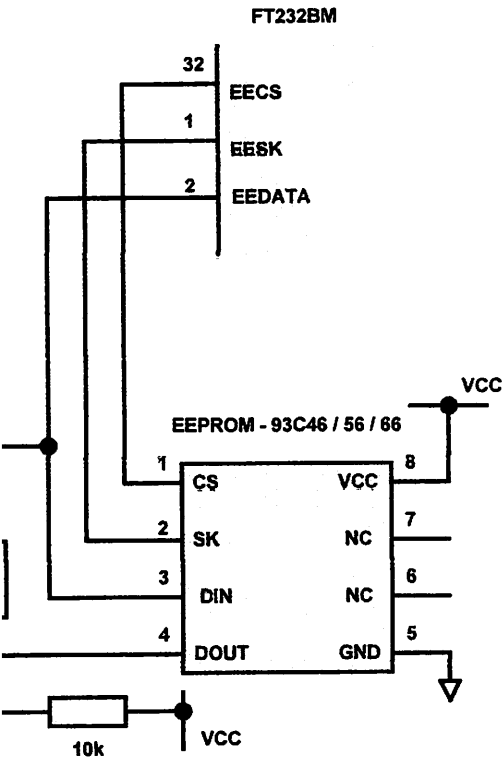 FT232BM
32
EECS
1
EESK
2
EEDATA
VCC
EEPROM - 93C46 / 56 / 66
1
CS
VCC
8
2
SK
NC
7
3
DIN
NC
6
4
DOUT
GND
5
10k
VCC